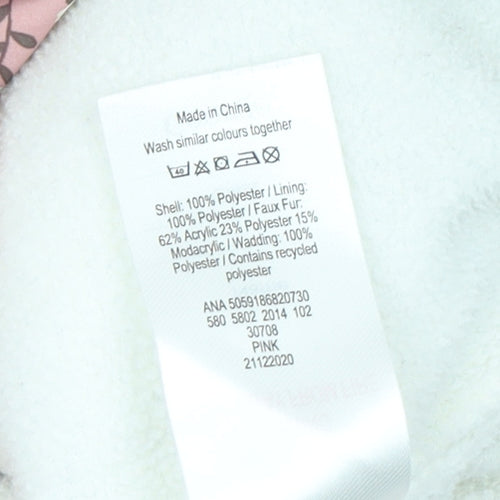 Made in China
Wash similar colours together
40
Shell: 100% Polyester / Lining:
100% Polyester / Faux Fur:
62% Acrylic 23% Polyester 15%
Modacrylic / Wadding: 100%
Polyester / Contains recycled
polyester
ANA 5059186820730
580 5802 2014 102
30708
PINK
21122020